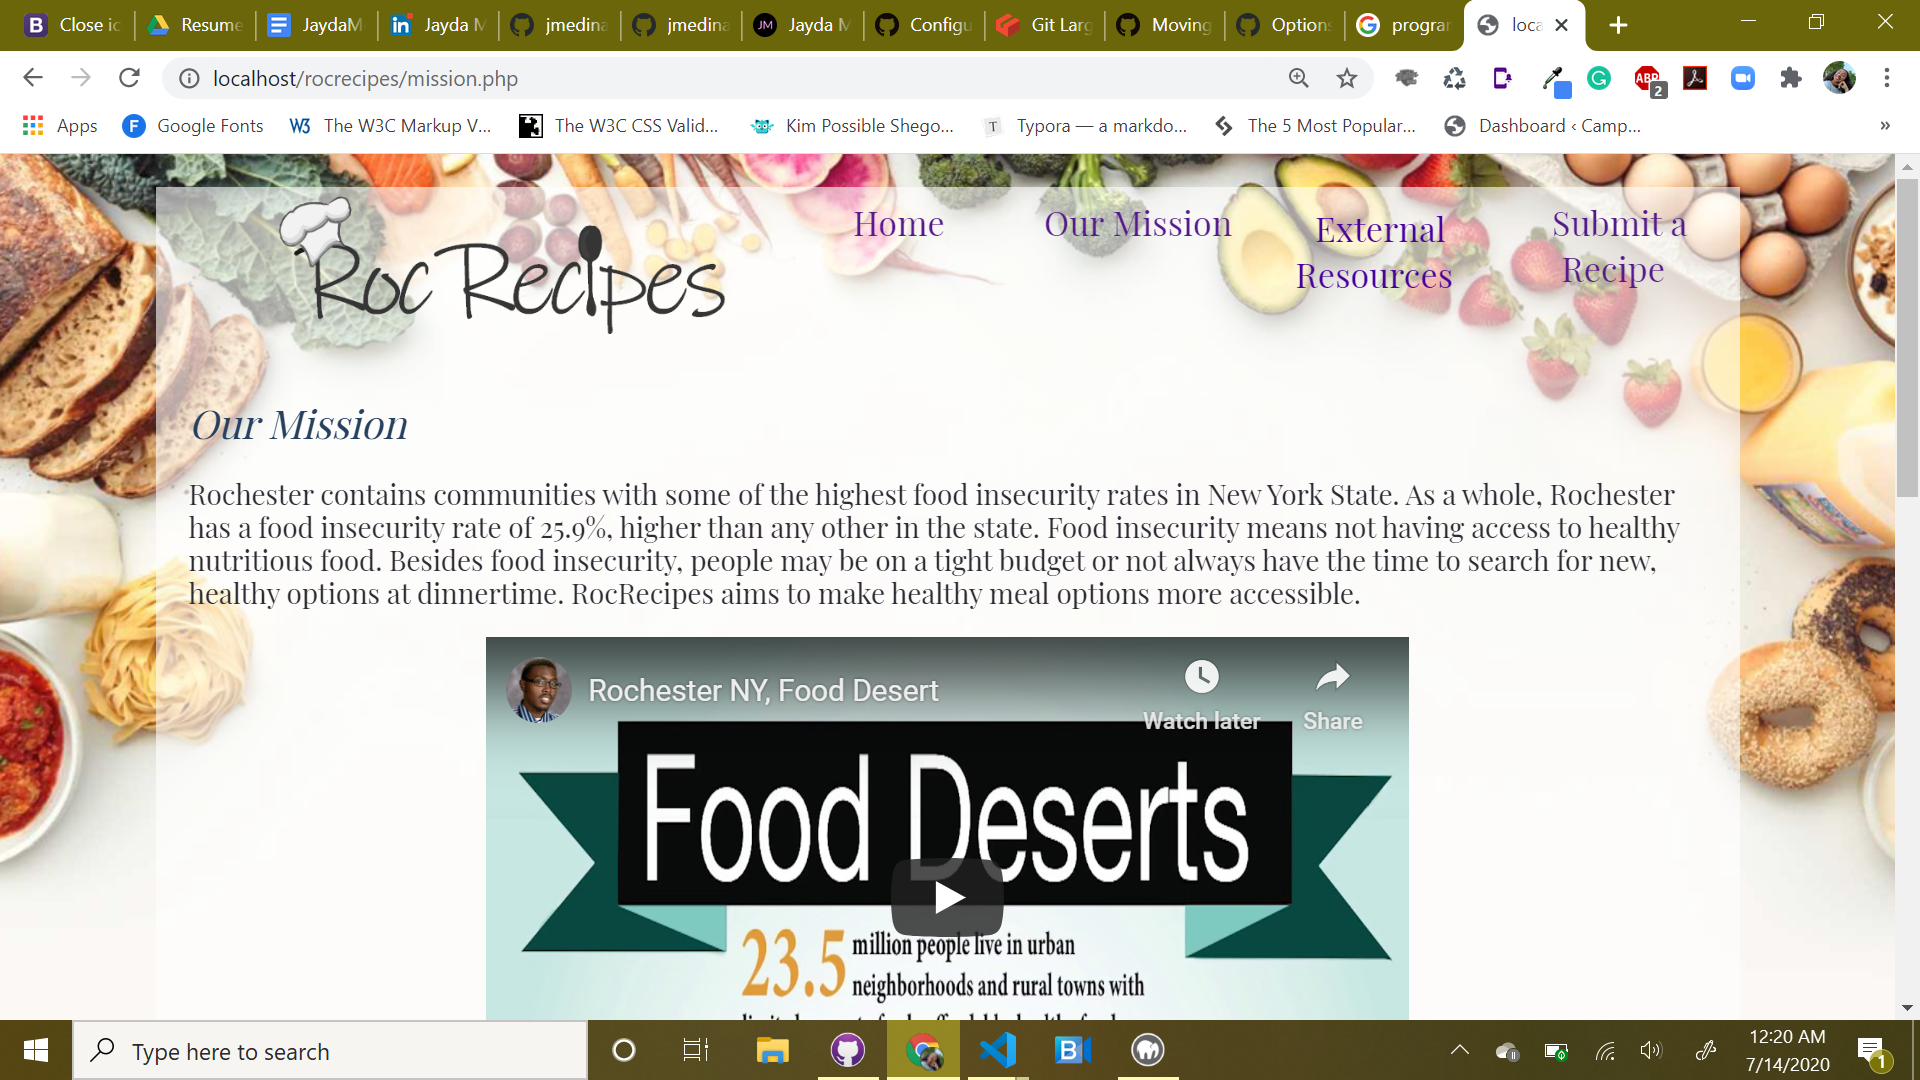 Close ic
Resume
JaydaM
Jayda M
jmedina
jmedina
Jayda M
Configu
Git Larg
Moving
Options
program
loca
localhost/rocrecipes/mission.php
ABP
2
Apps
Google Fonts
The W3C Markup V...
The W3C CSS Valid...
Kim Possible Shego...
Typora — a markdo...
The 5 Most Popular...
Dashboard ‹ Camp...
»
Roc Recipes
Home
Our Mission
External
Resources
Submit a
Recipe
Our Mission
Rochester contains communities with some of the highest food insecurity rates in New York State. As a whole, Rochester
has a food insecurity rate of 25.9%, higher than any other in the state. Food insecurity means not having access to healthy
nutritious food. Besides food insecurity, people may be on a tight budget or not always have the time to search for new,
healthy options at dinnertime. RocRecipes aims to make healthy meal options more accessible.
Rochester NY, Food Desert
Watch later
Share
Food Deserts
23.5 million people live in urban
neighborhoods and rural towns with
Type here to search
12:20 AM
7/14/2020
1